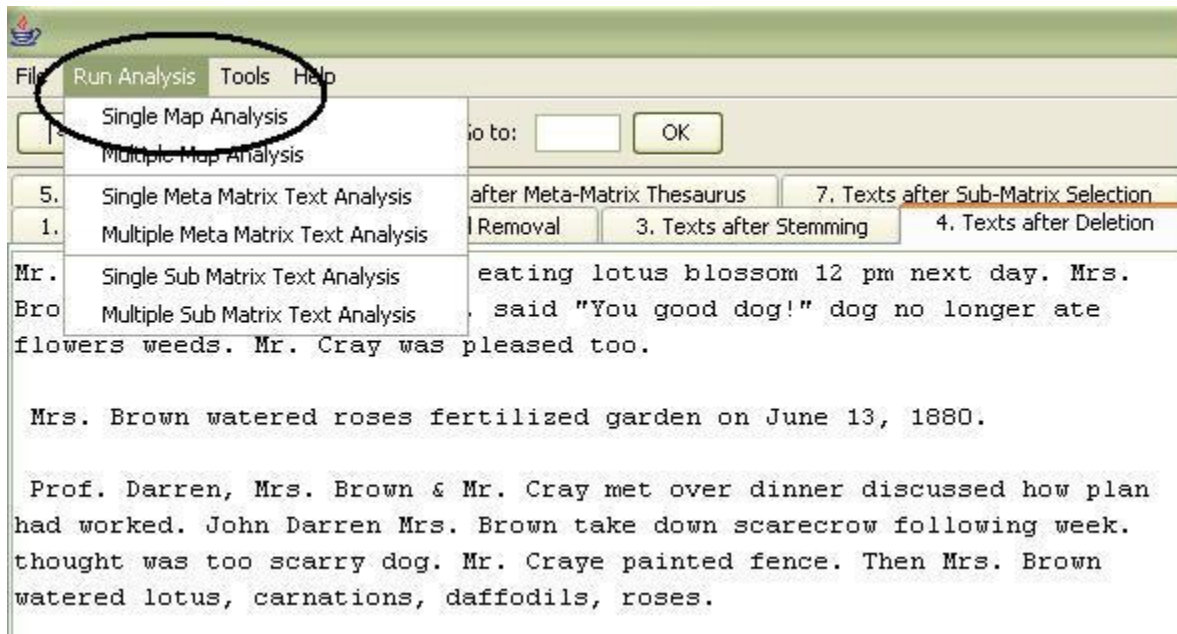 File Run Analysis Tools Help
Single Map Analysis
Go to: OK
Multiple Map Analysis
5. Single Meta Matrix Text Analysis after Meta-Matrix Thesaurus 7. Texts after Sub-Matrix Selection
1. Multiple Meta Matrix Text Analysis Removal 3. Texts after Stemming 4. Texts after Deletion
Mr. Single Sub Matrix Text Analysis eating lotus blossom 12 pm next day. Mrs.
Bro Multiple Sub Matrix Text Analysis . said "You good dog!" dog no longer ate
flowers weeds. Mr. Cray was pleased too.
Mrs. Brown watered roses fertilized garden on June 13, 1880.
Prof. Darren, Mrs. Brown & Mr. Cray met over dinner discussed how plan
had worked. John Darren Mrs. Brown take down scarecrow following week.
thought was too scarry dog. Mr. Craye painted fence. Then Mrs. Brown
watered lotus, carnations, daffodils, roses.